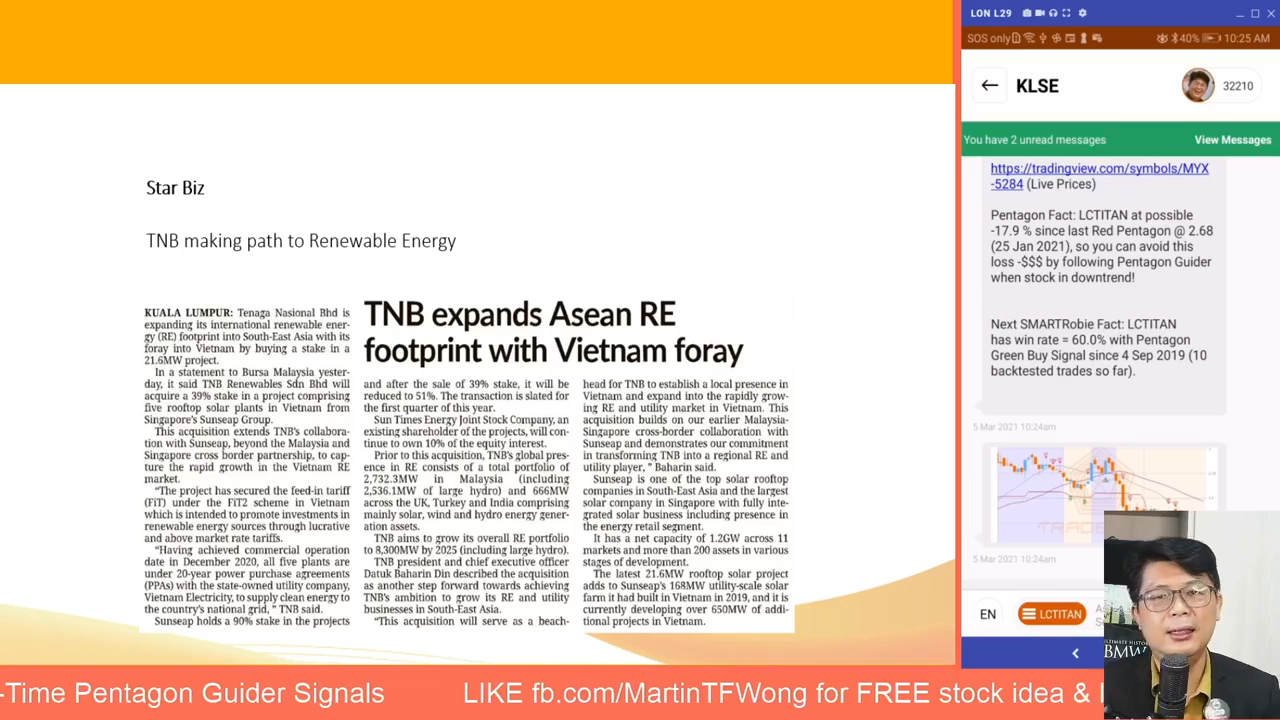 Star Biz
TNB making path to Renewable Energy
TNB expands Asean RE
footprint with Vietnam foray
KUALA LUMPUR: Tenaga Nasional Bhd is
expanding its international renewable ener-
gy (RE) footprint into South-East Asia with its
foray into Vietnam by buying a stake in a
21.6MW project.
In a statement to Bursa Malaysia yester-
day, it said TNB Renewables Sdn Bhd will
acquire a 39% stake in a project comprising
five rooftop solar plants in Vietnam from
Singapore's Sunseap Group.
This acquisition extends TNB's collabora-
tion with Sunseap, beyond the Malaysia and
Singapore cross border partnership, to cap-
ture the rapid growth in the Vietnam RE
market.
"The project has secured the feed-in tariff
(FiT) under the FiT2 scheme in Vietnam
which is intended to promote investments in
renewable energy sources through lucrative
and above market rate tariffs.
"Having achieved commercial operation
date in December 2020, all five plants are
under 20-year power purchase agreements
(PPAs) with the state-owned utility company,
Vietnam Electricity, to supply clean energy to
the country's national grid," TNB said.
Sunseap holds a 90% stake in the projects
and after the sale of 39% stake, it will be
reduced to 51%. The transaction is slated for
the first quarter of this year.
Sun Times Energy Joint Stock Company, an
existing shareholder of the projects, will con-
tinue to own 10% of the equity interest.
Prior to this acquisition, TNB's global pres-
ence in RE consists of a total portfolio of
2,732.3MW in Malaysia (including
2,536.1MW of large hydro) and 666MW
across the UK, Turkey and India comprising
mainly solar, wind and hydro energy gener-
ation assets.
TNB aims to grow its overall RE portfolio
to 8,300MW by 2025 (including large hydro).
TNB president and chief executive officer
Datuk Baharin Din described the acquisition
as another step forward towards achieving
TNB's ambition to grow its RE and utility
businesses in South-East Asia.
"This acquisition will serve as a beach-
head for TNB to establish a local presence in
Vietnam and expand into the rapidly grow-
ing RE and utility market in Vietnam. This
acquisition builds on our earlier Malaysia-
Singapore cross-border collaboration with
Sunseap and demonstrates our commitment
in transforming TNB into a regional RE and
utility player," Baharin said.
Sunseap is one of the top solar rooftop
companies in South-East Asia and the largest
solar company in Singapore with fully inte-
grated solar business including presence in
the energy retail segment.
It has a net capacity of 1.2GW across 11
markets and more than 200 assets in various
stages of development.
The latest 21.6MW rooftop solar project
adds to Sunseap's 168MW utility-scale solar
farm it had built in Vietnam in 2019, and it is
currently developing over 650MW of addi-
tional projects in Vietnam.
LON L29
SOS only 40% 10:25 AM
KLSE 32210
You have 2 unread messages View Messages
https://tradingview.com/symbols/MYX
-5284 (Live Prices)
Pentagon Fact: LCTITAN at possible
-17.9 % since last Red Pentagon @ 2.68
(25 Jan 2021), so you can avoid this
loss -$$$ by following Pentagon Guider
when stock in downtrend!
Next SMARTRobie Fact: LCTITAN
has win rate = 60.0% with Pentagon
Green Buy Signal since 4 Sep 2019 (10
backtested trades so far).
5 Mar 2021 10:24am
5 Mar 2021 10:24am
EN LCTITAN
BMW
-Time Pentagon Guider Signals LIKE fb.com/MartinTFWong for FREE stock idea &